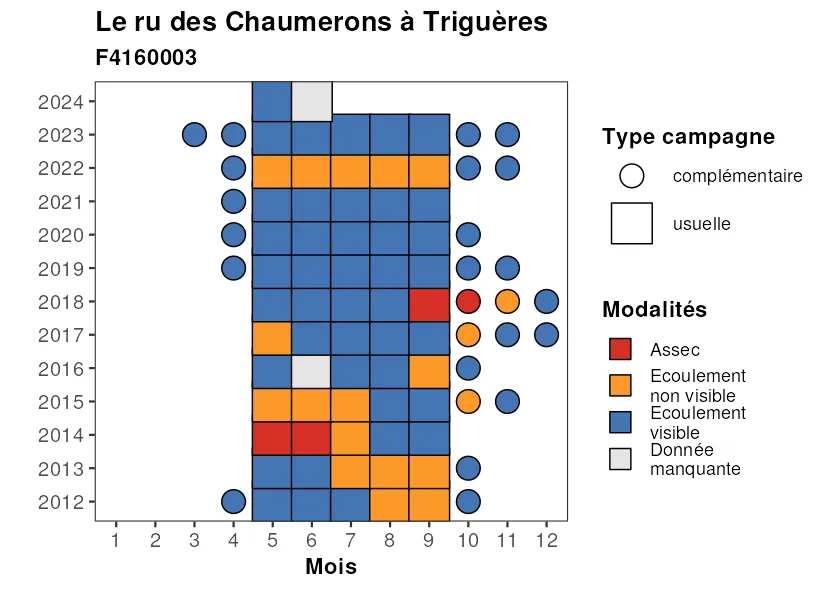 Le ru des Chaumerons à Triguères
F4160003
2024
2023
2022
2021
2020
2019
2018
2017
2016
2015
2014
2013
2012
1 2 3 4 5 6 7 8 9 10 11 12
Mois
Type campagne
complémentaire
usuelle
Modalités
Assec
Ecoulement
non visible
Ecoulement
visible
Donnée
manquante